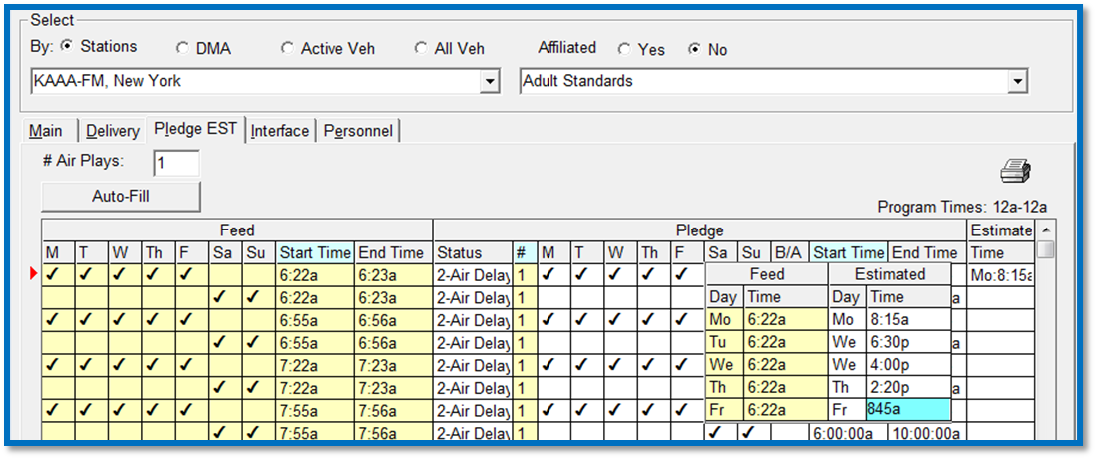 Select
By: Stations DMA Active Veh All Veh Affiliated Yes No
KAAA-FM, New York Adult Standards
Main Delivery Pledge EST Interface Personnel
# Air Plays: 1
Auto-Fill
Program Times: 12a-12a
Feed Pledge Estimate
M T W Th F Sa Su Start Time End Time Status # M T W Th F Sa Su B/A Start Time End Time Time
✓ ✓ ✓ ✓ ✓ 6:22a 6:23a 2-Air Delay 1 ✓ ✓ ✓ ✓ ✓ Feed Estimated Mo:8:15a
✓ ✓ 6:22a 6:23a 2-Air Delay 1 Day Time Day Time a
✓ ✓ ✓ ✓ ✓ 6:55a 6:56a 2-Air Delay 1 ✓ ✓ ✓ ✓ ✓ Mo 6:22a Mo 8:15a
✓ ✓ 6:55a 6:56a 2-Air Delay 1 Tu 6:22a We 6:30p a
✓ ✓ ✓ ✓ ✓ 7:22a 7:23a 2-Air Delay 1 ✓ ✓ ✓ ✓ ✓ We 6:22a We 4:00p
✓ ✓ 7:22a 7:23a 2-Air Delay 1 Th 6:22a Th 2:20p a
✓ ✓ ✓ ✓ ✓ 7:55a 7:56a 2-Air Delay 1 ✓ ✓ ✓ ✓ ✓ Fr 6:22a Fr 845a
✓ ✓ 7:55a 7:56a 2-Air Delay 1 ✓ ✓ 6:00:00a 10:00:00a